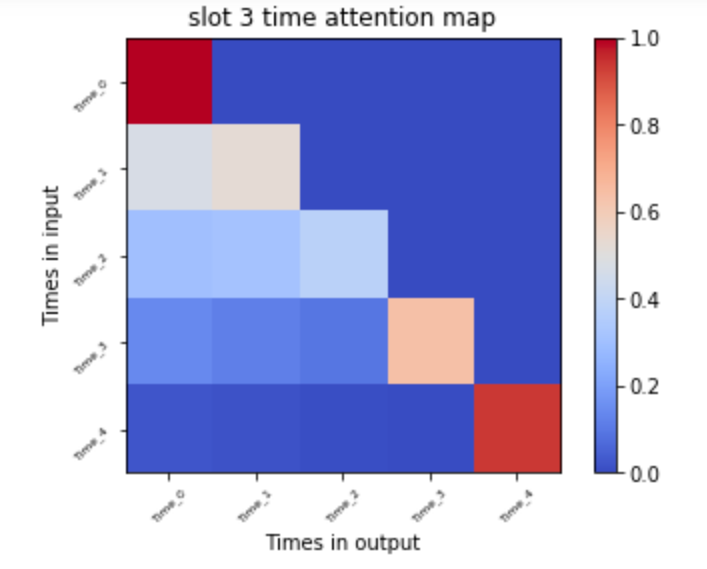 slot 3 time attention map
Times in input
Time_0
Time_1
Time_2
Time_3
Time_4
Time_0
Time_1
Time_2
Time_3
Time_4
Times in output
1.0
0.8
0.6
0.4
0.2
0.0